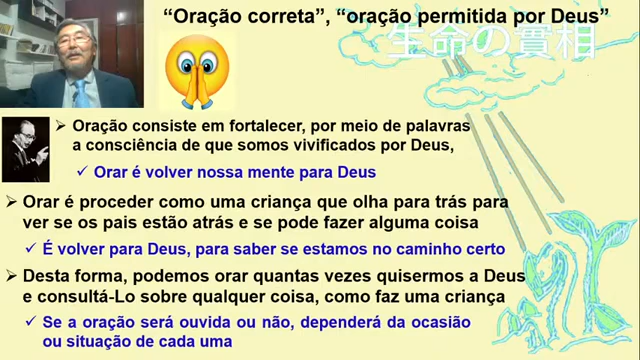 “Oração correta”, “oração permitida por Deus”
生命の實相
Oração consiste em fortalecer, por meio de palavras
a consciência de que somos vivificados por Deus,
Orar é volver nossa mente para Deus
Orar é proceder como uma criança que olha para trás para
ver se os pais estão atrás e se pode fazer alguma coisa
É volver para Deus, para saber se estamos no caminho certo
Desta forma, podemos orar quantas vezes quisermos a Deus
e consultá-Lo sobre qualquer coisa, como faz uma criança
Se a oração será ouvida ou não, dependerá da ocasião
ou situação de cada uma